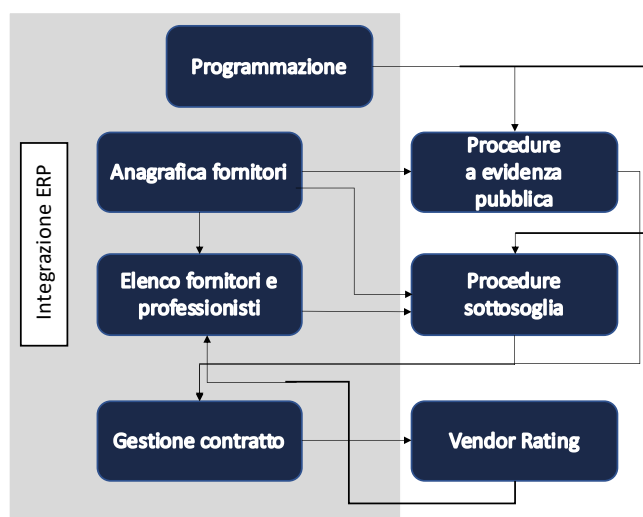 Programmazione
Integrazione ERP
Anagrafica fornitori
Procedure
a evidenza
pubblica
Elenco fornitori e
professionisti
Procedure
sottosoglia
Gestione contratto
Vendor Rating